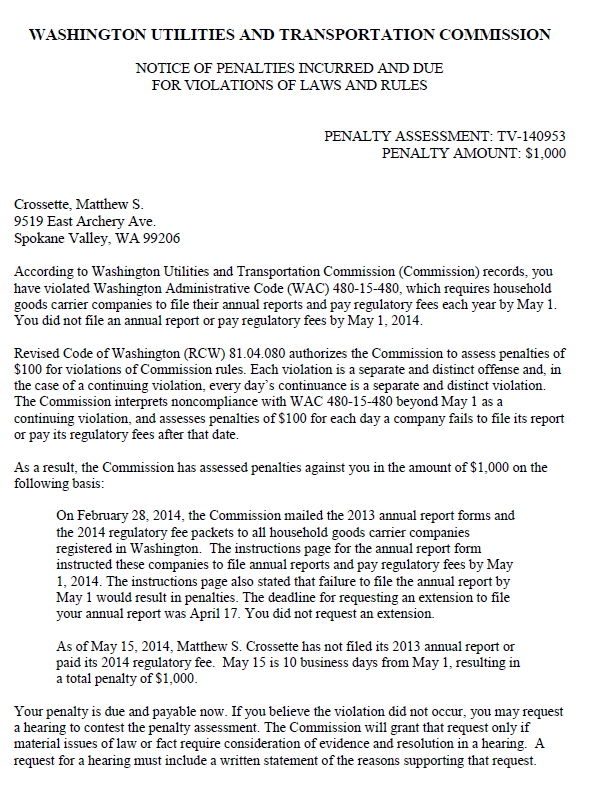 WASHINGTON UTILITIES AND TRANSPORTATION COMMISSION
NOTICE OF PENALTIES INCURRED AND DUE
FOR VIOLATIONS OF LAWS AND RULES
PENALTY ASSESSMENT: TV-140953
PENALTY AMOUNT: $1,000
Crossette, Matthew S.
9519 East Archery Ave.
Spokane Valley, WA 99206
According to Washington Utilities and Transportation Commission (Commission) records, you
have violated Washington Administrative Code (WAC) 480-15-480, which requires household
goods carrier companies to file their annual reports and pay regulatory fees each year by May 1.
You did not file an annual report or pay regulatory fees by May 1, 2014.
Revised Code of Washington (RCW) 81.04.080 authorizes the Commission to assess penalties of
$100 for violations of Commission rules. Each violation is a separate and distinct offense and, in
the case of a continuing violation, every day's continuance is a separate and distinct violation.
The Commission interprets noncompliance with WAC 480-15-480 beyond May 1 as a
continuing violation, and assesses penalties of $100 for each day a company fails to file its report
or pay its regulatory fees after that date.
As a result, the Commission has assessed penalties against you in the amount of $1,000 on the
following basis:
On February 28, 2014, the Commission mailed the 2013 annual report forms and
the 2014 regulatory fee packets to all household goods carrier companies
registered in Washington. The instructions page for the annual report form
instructed these companies to file annual reports and pay regulatory fees by May
1, 2014. The instructions page also stated that failure to file the annual report by
May 1 would result in penalties. The deadline for requesting an extension to file
your annual report was April 17. You did not request an extension.
As of May 15, 2014, Matthew S. Crossette has not filed its 2013 annual report or
paid its 2014 regulatory fee. May 15 is 10 business days from May 1, resulting in
a total penalty of $1,000.
Your penalty is due and payable now. If you believe the violation did not occur, you may request
a hearing to contest the penalty assessment. The Commission will grant that request only if
material issues of law or fact require consideration of evidence and resolution in a hearing. A
request for a hearing must include a written statement of the reasons supporting that request.